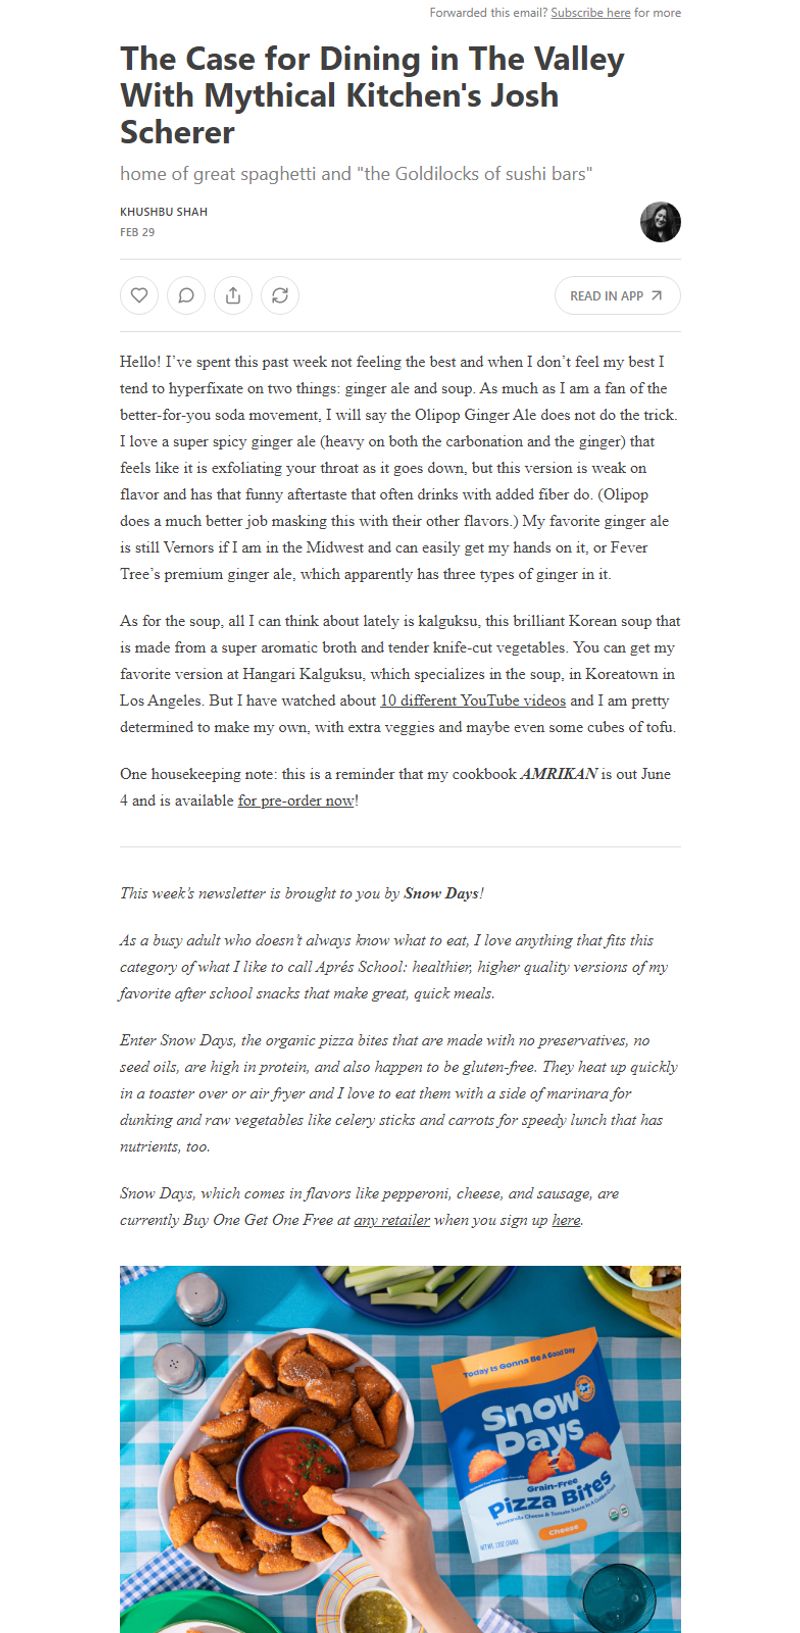 Forwarded this email? Subscribe here for more
The Case for Dining in The Valley
With Mythical Kitchen's Josh
Scherer
home of great spaghetti and "the Goldilocks of sushi bars"
KHUSHBU SHAH
FEB 29
READ IN APP
Hello! I’ve spent this past week not feeling the best and when I don’t feel my best I
tend to hyperfixate on two things: ginger ale and soup. As much as I am a fan of the
better-for-you soda movement, I will say the Olipop Ginger Ale does not do the trick.
I love a super spicy ginger ale (heavy on both the carbonation and the ginger) that
feels like it is exfoliating your throat as it goes down, but this version is weak on
flavor and has that funny aftertaste that often drinks with added fiber do. (Olipop
does a much better job masking this with their other flavors.) My favorite ginger ale
is still Vernors if I am in the Midwest and can easily get my hands on it, or Fever
Tree’s premium ginger ale, which apparently has three types of ginger in it.
As for the soup, all I can think about lately is kalguksu, this brilliant Korean soup that
is made from a super aromatic broth and tender knife-cut vegetables. You can get my
favorite version at Hangari Kalguksu, which specializes in the soup, in Koreatown in
Los Angeles. But I have watched about 10 different YouTube videos and I am pretty
determined to make my own, with extra veggies and maybe even some cubes of tofu.
One housekeeping note: this is a reminder that my cookbook AMRIKAN is out June
4 and is available for pre-order now!
This week’s newsletter is brought to you by Snow Days!
As a busy adult who doesn’t always know what to eat, I love anything that fits this
category of what I like to call Aprés School: healthier, higher quality versions of my
favorite after school snacks that make great, quick meals.
Enter Snow Days, the organic pizza bites that are made with no preservatives, no
seed oils, are high in protein, and also happen to be gluten-free. They heat up quickly
in a toaster over or air fryer and I love to eat them with a side of marinara for
dunking and raw vegetables like celery sticks and carrots for speedy lunch that has
nutrients, too.
Snow Days, which comes in flavors like pepperoni, cheese, and sausage, are
currently Buy One Get One Free at any retailer when you sign up here.
Today Is Gonna Be A Good Day
Snow
Days
Grain-Free
Pizza Bites
Mozzarella Cheese & Tomato Sauce In A Crust
Cheese